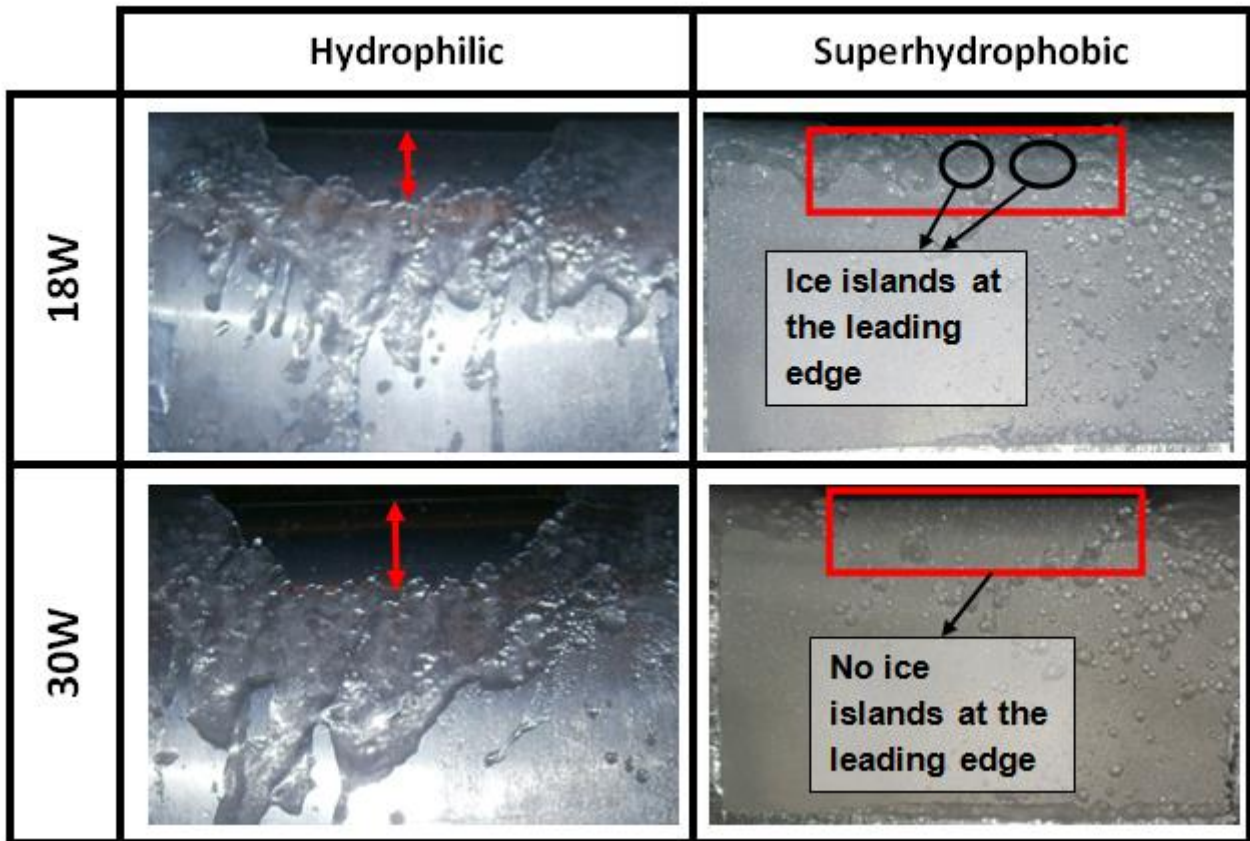 Hydrophilic
Superhydrophobic
18W
Ice islands at
the leading
edge
30W
No ice
islands at the
leading edge